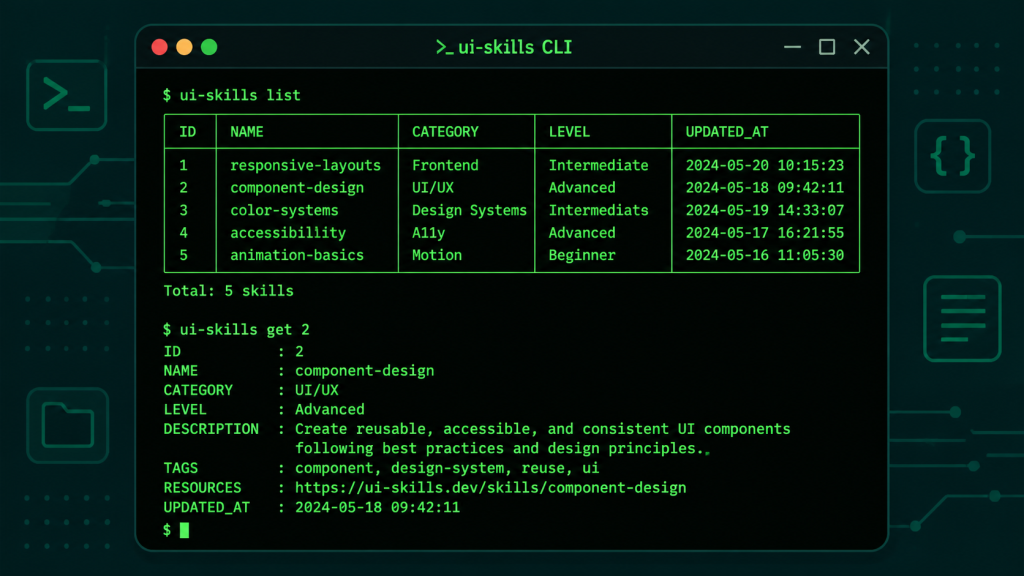 >_ ui-skills CLI
>_
{}
$ ui-skills list
ID NAME CATEGORY LEVEL UPDATED_AT
1 responsive-layouts Frontend Intermediate 2024-05-20 10:15:23
2 component-design UI/UX Advanced 2024-05-18 09:42:11
3 color-systems Design Systems Intermediats 2024-05-19 14:33:07
4 accessibillity A11y Advanced 2024-05-17 16:21:55
5 animation-basics Motion Beginner 2024-05-16 11:05:30
Total: 5 skills
$ ui-skills get 2
ID : 2
NAME : component-design
CATEGORY : UI/UX
LEVEL : Advanced
DESCRIPTION : Create reusable, accessible, and consistent UI components
following best practices and design principles..
TAGS : component, design-system, reuse, ui
RESOURCES : https://ui-skills.dev/skills/component-design
UPDATED_AT : 2024-05-18 09:42:11
$